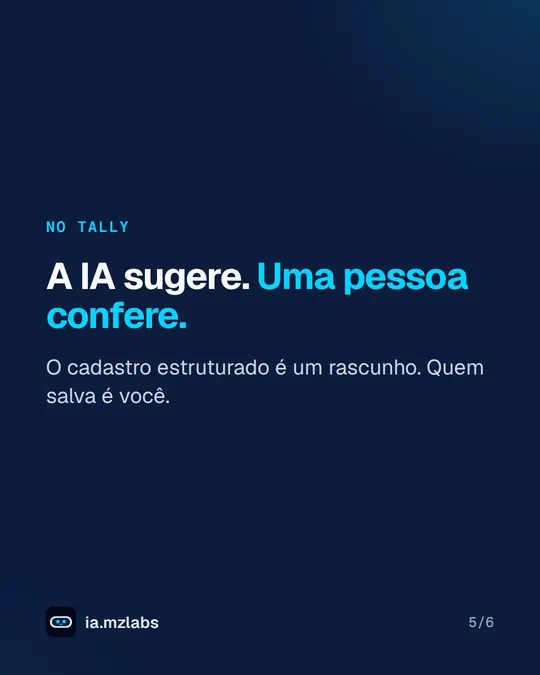 NO TALLY
A IA sugere. Uma pessoa
confere.
O cadastro estruturado é um rascunho. Quem
salva é você.
ia.mzlabs
5/6